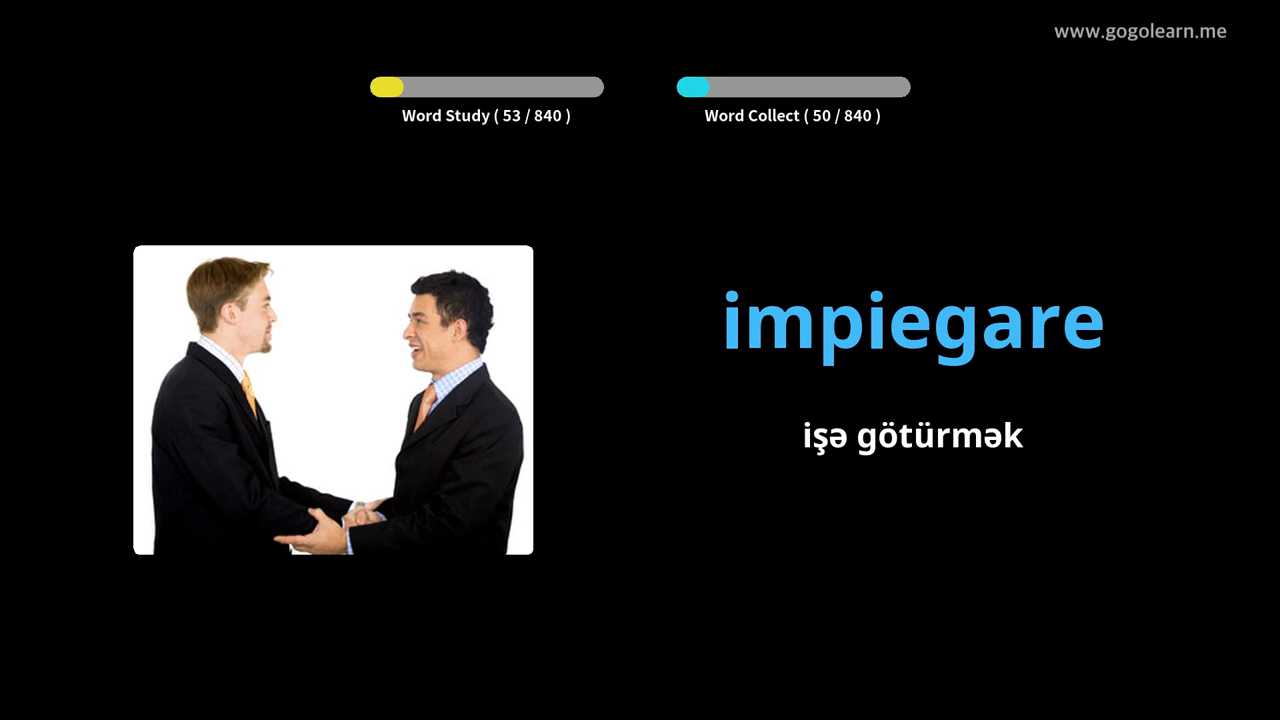 www.gogolearn.me
Word Study ( 53 / 840 )
Word Collect ( 50 / 840 )
impiegare
işə götürmək